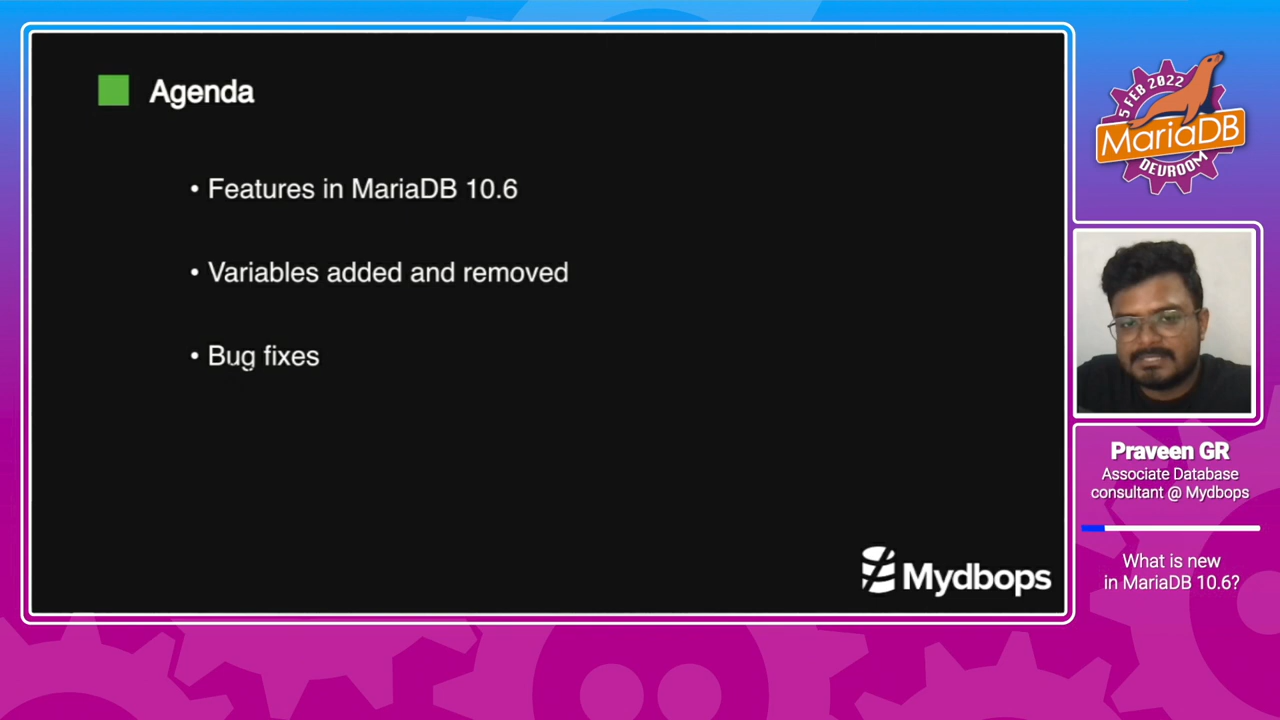 Agenda
• Features in MariaDB 10.6
• Variables added and removed
• Bug fixes
Mydbops
5 FEB 2022
MariaDB
DEVROOM
Praveen GR
Associate Database
consultant @ Mydbops
What is new
in MariaDB 10.6?